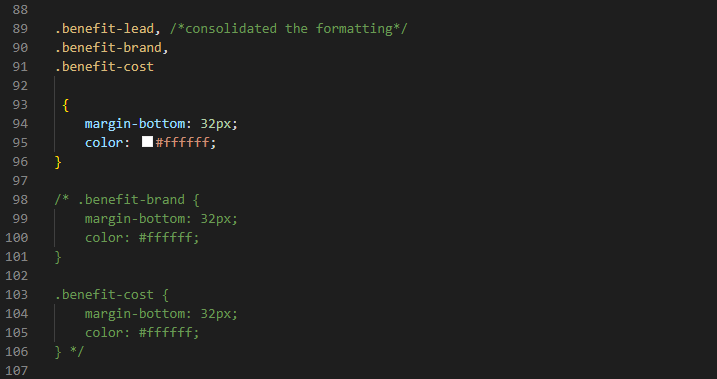 88
89 .benefit-lead, /*consolidated the formatting*/
90 .benefit-brand,
91 .benefit-cost
92
93 {
94 margin-bottom: 32px;
95 color: #ffffff;
96 }
97
98 /* .benefit-brand {
99 margin-bottom: 32px;
100 color: #ffffff;
101 }
102
103 .benefit-cost {
104 margin-bottom: 32px;
105 color: #ffffff;
106 } */
107